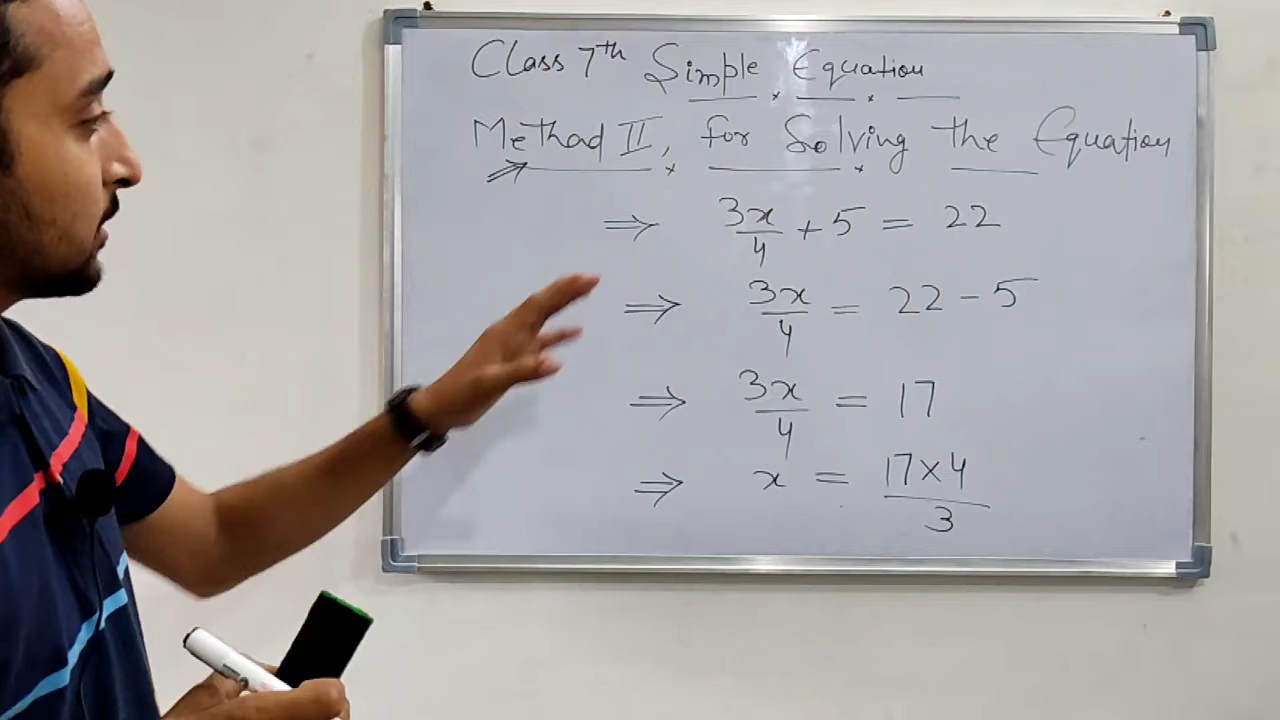 Class 7th Simple Equation
Methad II, for Solving the Equation
⇒ 3x/4 + 5 = 22
⇒ 3x/4 = 22 - 5
⇒ 3x/4 = 17
⇒ x = 17 × 4/3